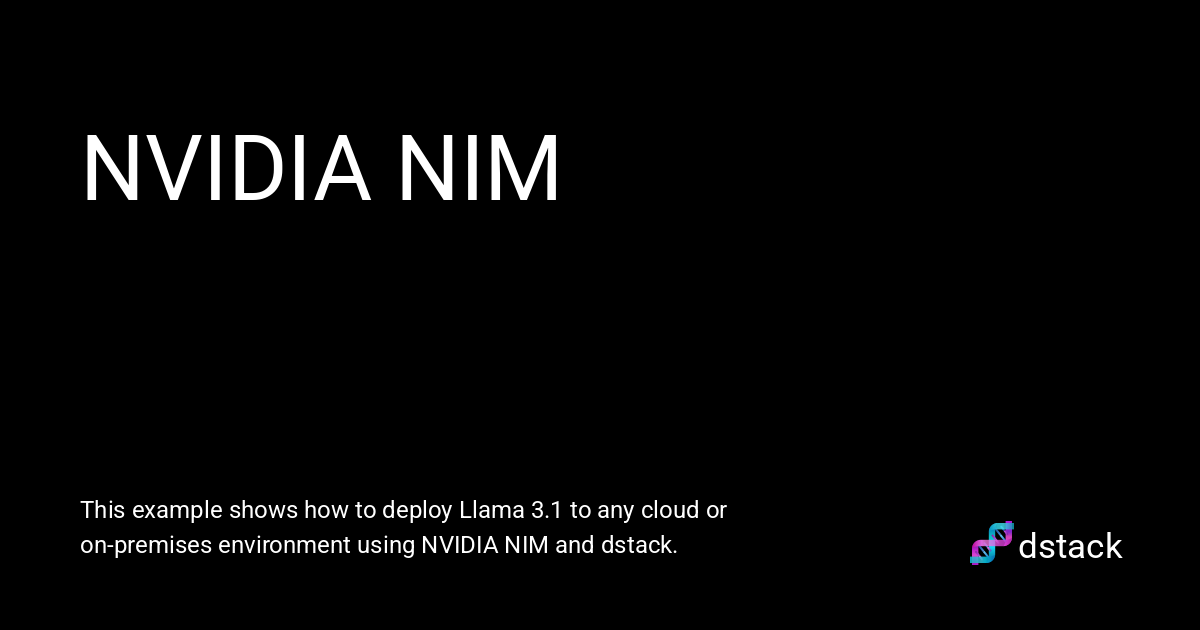 NVIDIA NIM
This example shows how to deploy Llama 3.1 to any cloud or
on-premises environment using NVIDIA NIM and dstack.
dstack